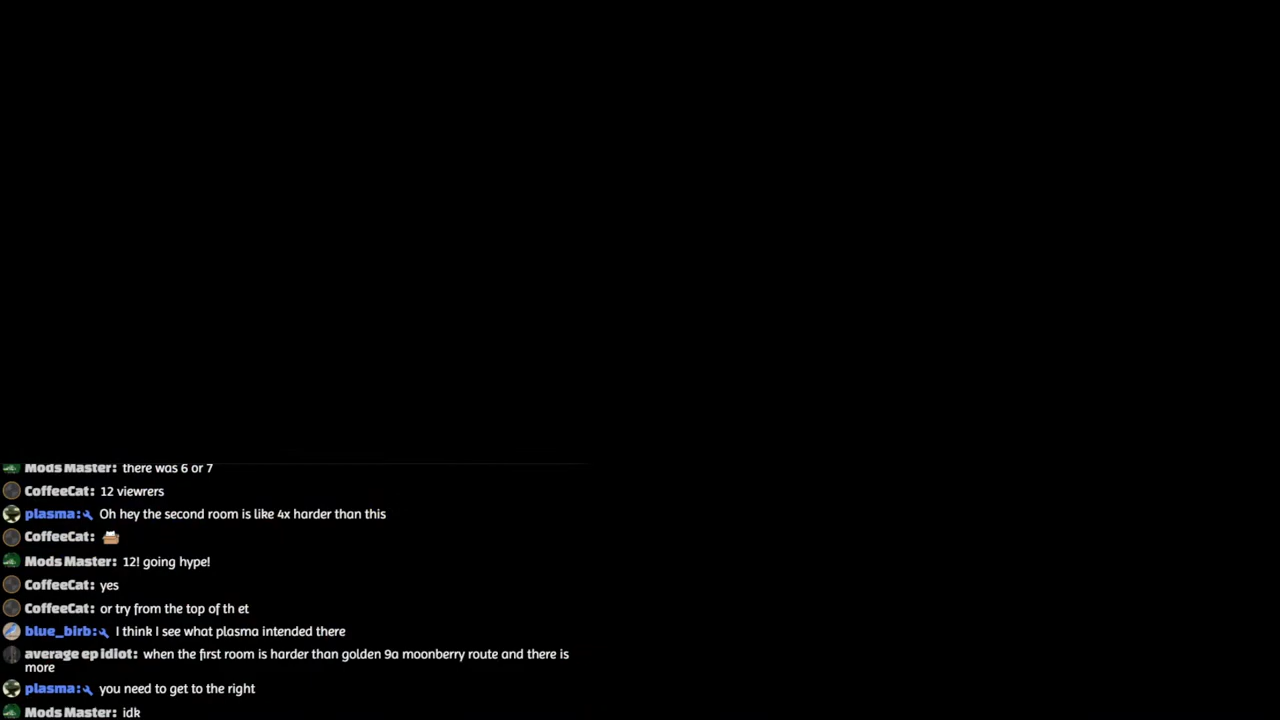 Mods Master: there was 6 or 7
CoffeeCat: 12 viewrers
plasma: Oh hey the second room is like 4x harder than this
CoffeeCat:
Mods Master: 12! going hype!
CoffeeCat: yes
CoffeeCat: or try from the top of th et
blue_birb: I think I see what plasma intended there
average ep idiot: when the first room is harder than golden 9a moonberry route and there is
more
plasma: you need to get to the right
Mods Master: idk